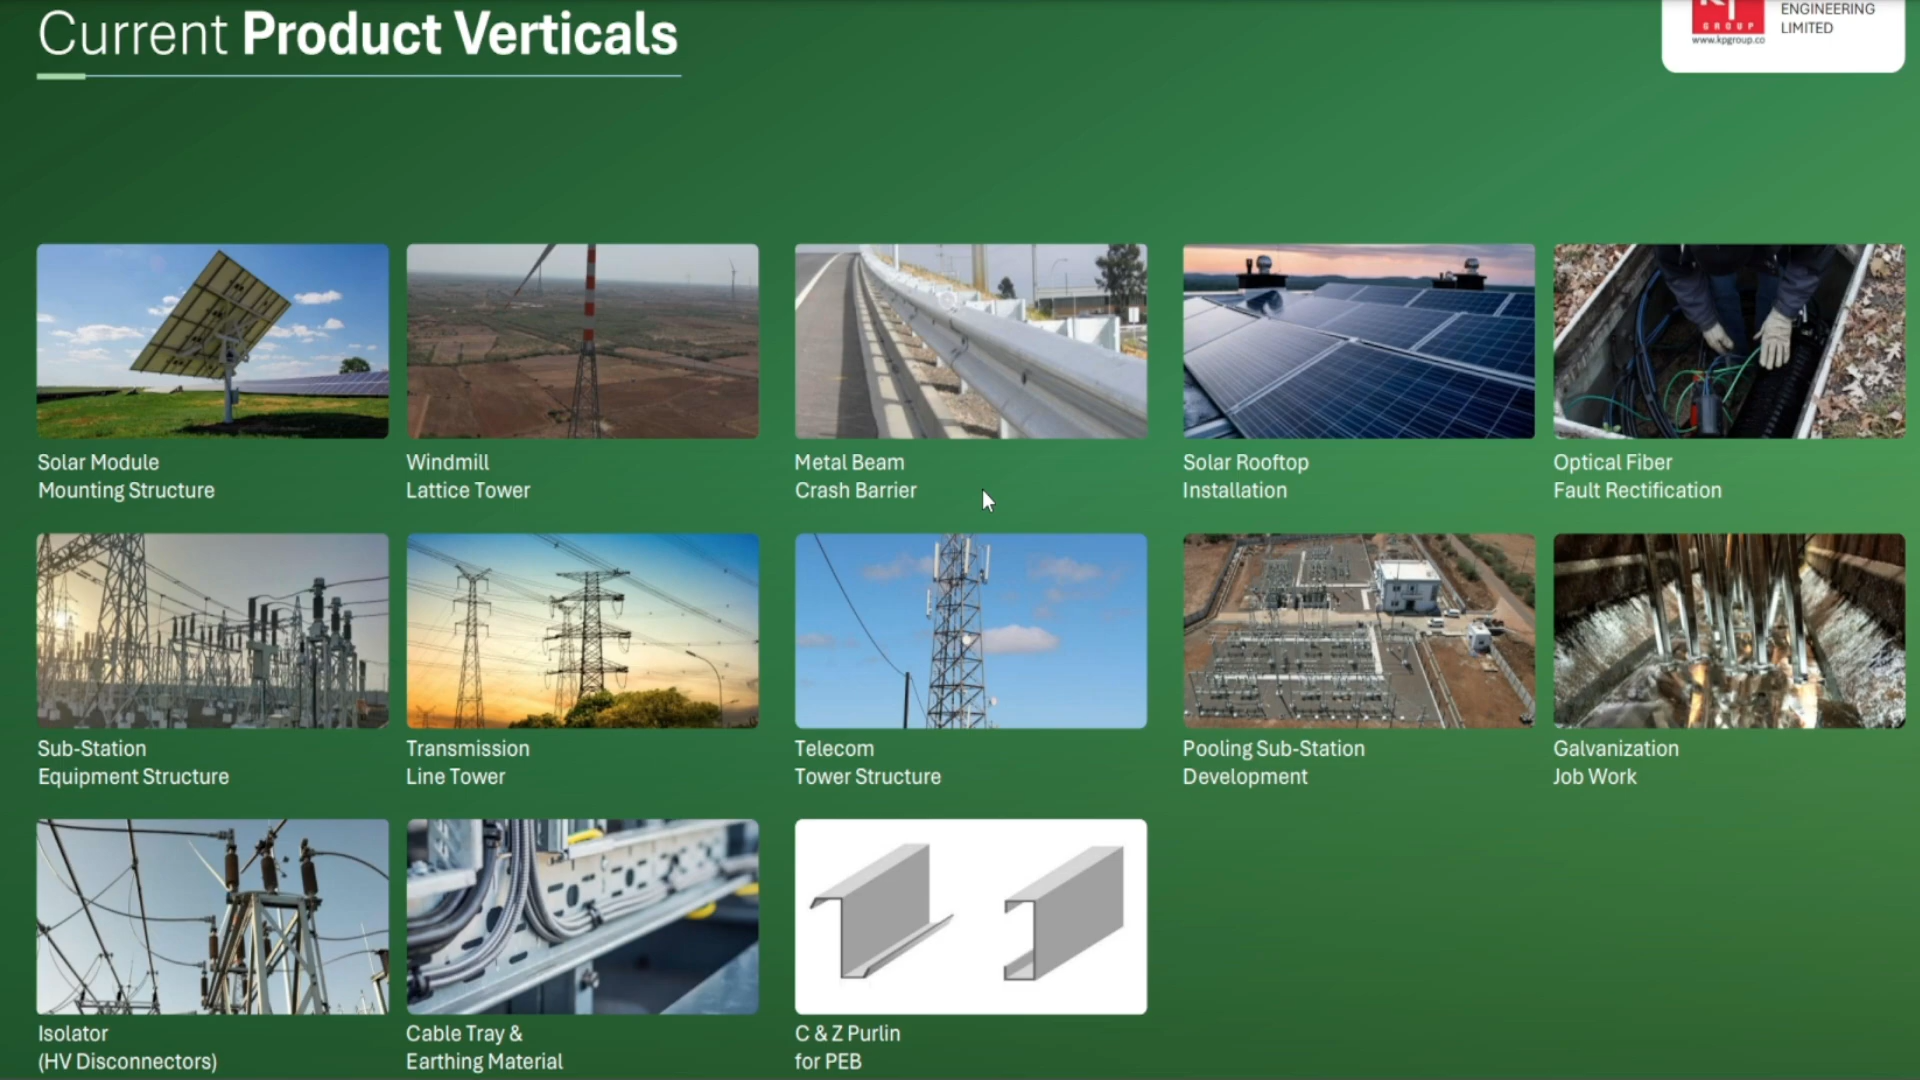 Current Product Verticals
GROUP
www.kpgroup.co
ENGINEERING
LIMITED
Solar Module
Mounting Structure
Windmill
Lattice Tower
Metal Beam
Crash Barrier
Solar Rooftop
Installation
Optical Fiber
Fault Rectification
Sub-Station
Equipment Structure
Transmission
Line Tower
Telecom
Tower Structure
Pooling Sub-Station
Development
Galvanization
Job Work
Isolator
(HV Disconnectors)
Cable Tray &
Earthing Material
C & Z Purlin
for PEB